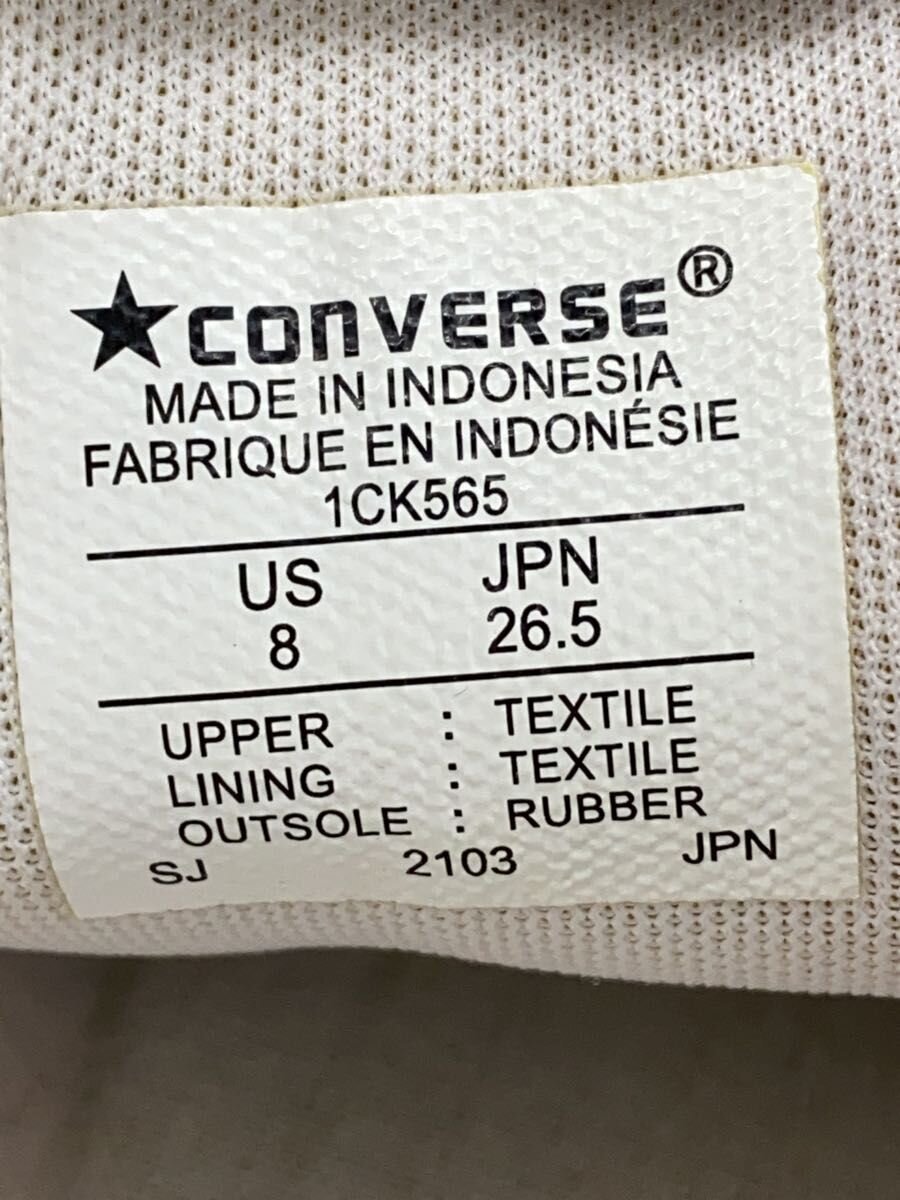 ★CONVERSE®
MADE IN INDONESIA
FABRIQUE EN INDONÉSIE
1CK565
US JPN
8 26.5
UPPER : TEXTILE
LINING : TEXTILE
OUTSOLE : RUBBER
SJ 2103 JPN